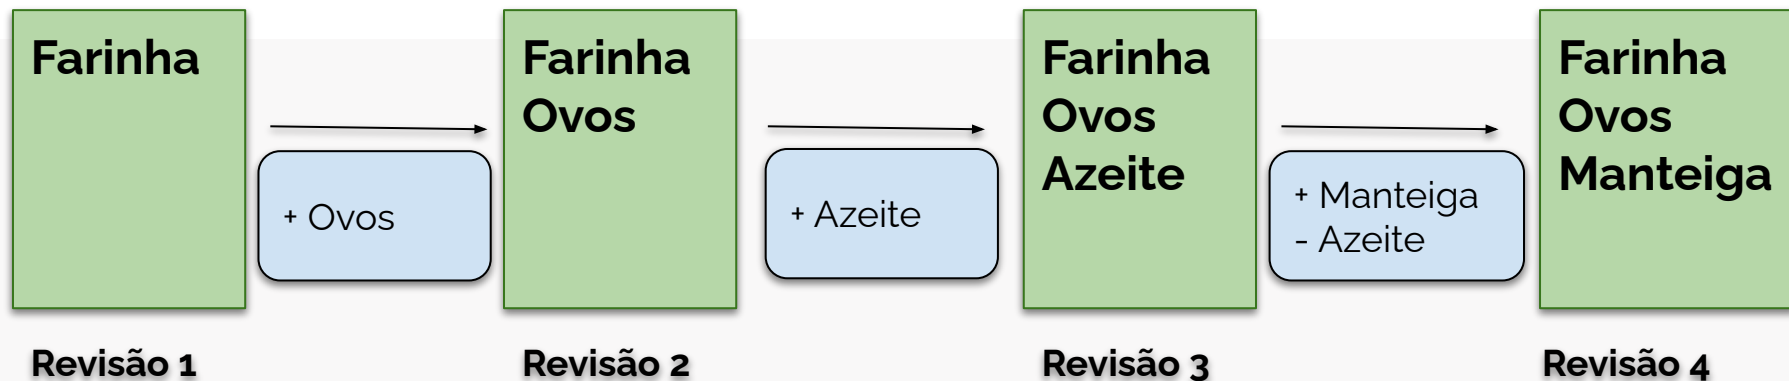 Farinha
+ Ovos
Farinha
Ovos
+ Azeite
Farinha
Ovos
Azeite
+ Manteiga
- Azeite
Farinha
Ovos
Manteiga
Revisão 1
Revisão 2
Revisão 3
Revisão 4